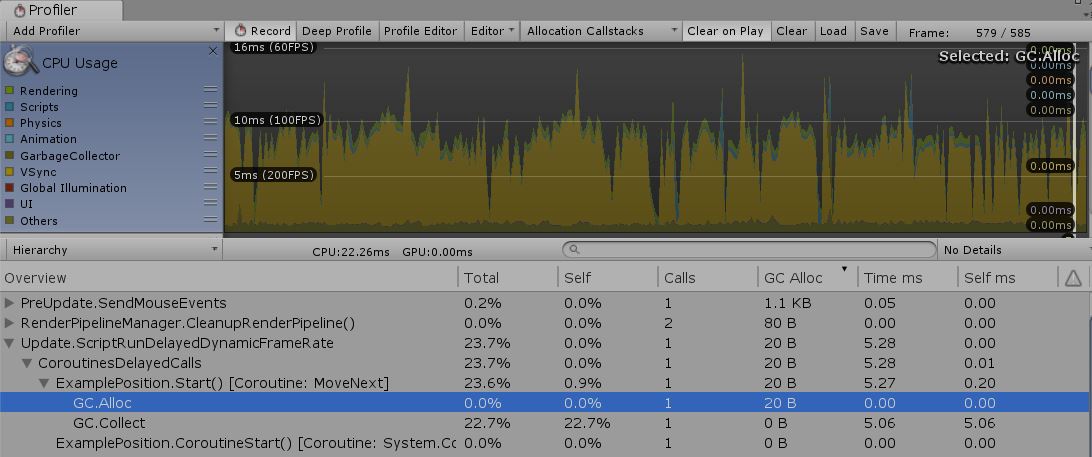 Profiler
Add Profiler Record Deep Profile Profile Editor Editor Allocation Callstacks Clear on Play Clear Load Save Frame: 579 / 585
CPU Usage
Rendering
Scripts
Physics
Animation
GarbageCollector
VSync
Global Illumination
UI
Others
16ms (60FPS)
10ms (100FPS)
5ms (200FPS)
Selected: GC.Alloc
0.00ms
0.00ms
0.00ms
0.00ms
0.00ms
0.00ms
0.00ms
0.00ms
Hierarchy CPU:22.26ms GPU:0.00ms No Details
Overview Total Self Calls GC Alloc Time ms Self ms
PreUpdate.SendMouseEvents 0.2% 0.0% 1 1.1 KB 0.05 0.00
RenderPipelineManager.CleanupRenderPipeline() 0.0% 0.0% 2 80 B 0.00 0.00
Update.ScriptRunDelayedDynamicFrameRate 23.7% 0.0% 1 20 B 5.28 0.00
CoroutinesDelayedCalls 23.7% 0.0% 1 20 B 5.28 0.01
ExamplePosition.Start() [Coroutine: MoveNext] 23.6% 0.9% 1 20 B 5.27 0.20
GC.Alloc 0.0% 0.0% 1 20 B 0.00 0.00
GC.Collect 22.7% 22.7% 1 0 B 5.06 5.06
ExamplePosition.CoroutineStart() [Coroutine: System.Cc 0.0% 0.0% 1 0 B 0.00 0.00